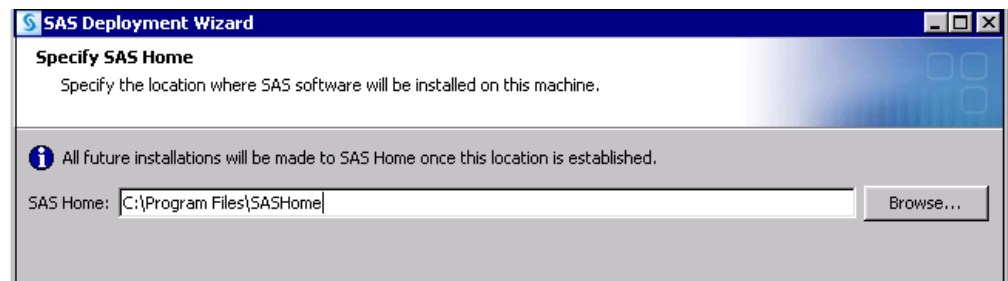 SAS Deployment Wizard
Specify SAS Home
Specify the location where SAS software will be installed on this machine.
All future installations will be made to SAS Home once this location is established.
SAS Home: C:\Program Files\SASHome Browse...